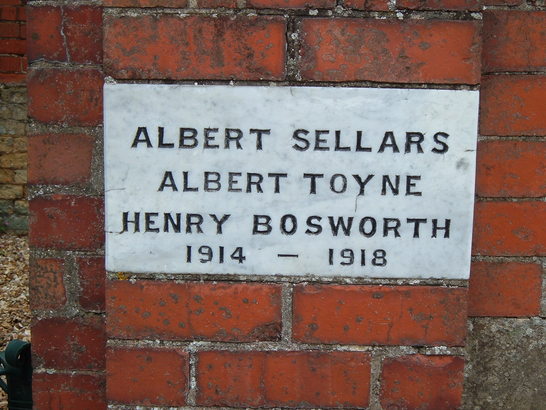 ALBERT SELLARS
ALBERT TOYNE
HENRY BOSWORTH
1914 – 1918